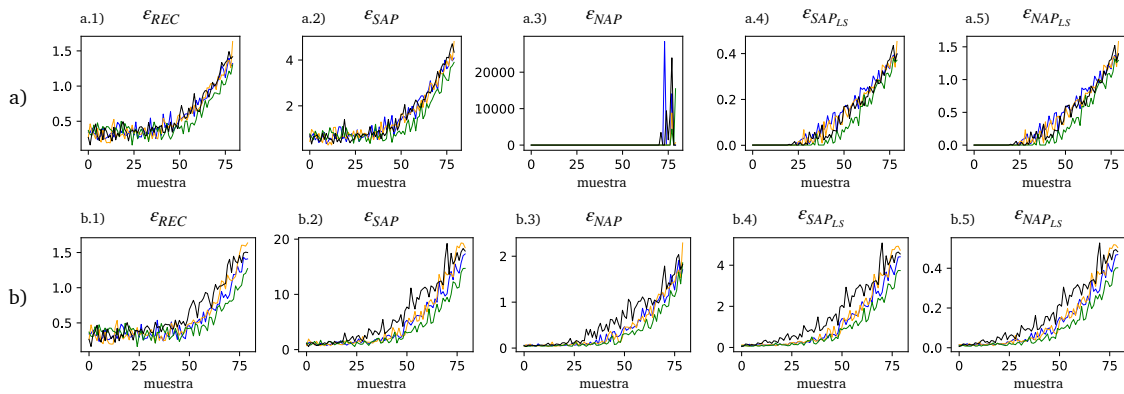 a.1) ε_REC
a.2) ε_SAP
a.3) ε_NAP
a.4) ε_SAP_LS
a.5) ε_NAP_LS
a)
1.5
1.0
0.5
0 25 50 75
muestra
4
2
0 25 50 75
muestra
20000
10000
0
0 25 50 75
muestra
0.4
0.2
0.0
0 25 50 75
muestra
1.5
1.0
0.5
0.0
0 25 50 75
muestra
b.1) ε_REC
b.2) ε_SAP
b.3) ε_NAP
b.4) ε_SAP_LS
b.5) ε_NAP_LS
b)
1.5
1.0
0.5
0 25 50 75
muestra
20
10
0
0 25 50 75
muestra
2
1
0
0 25 50 75
muestra
4
2
0
0 25 50 75
muestra
0.4
0.2
0.0
0 25 50 75
muestra